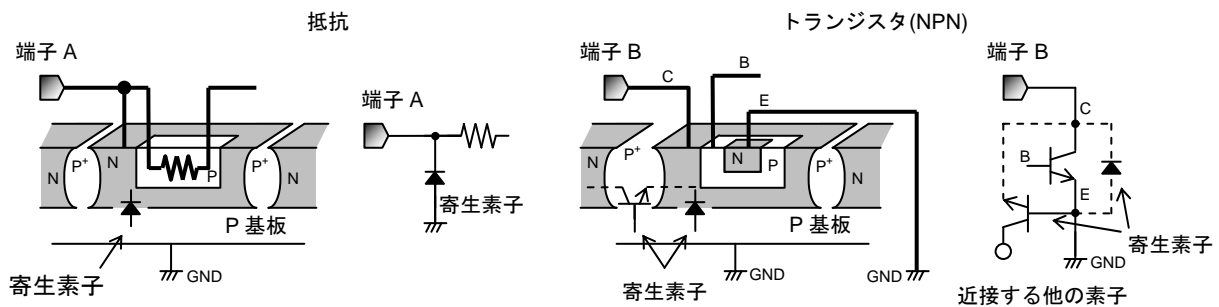 抵抗
トランジスタ(NPN)
端子 A
端子 A
端子 B
端子 B
C
B
E
C
B
E
N
P+
N
P
P+
N
N
P+
N
P
P+
N
P 基板
P 基板
寄生素子
寄生素子
寄生素子
寄生素子
GND
GND
GND
GND
近接する他の素子